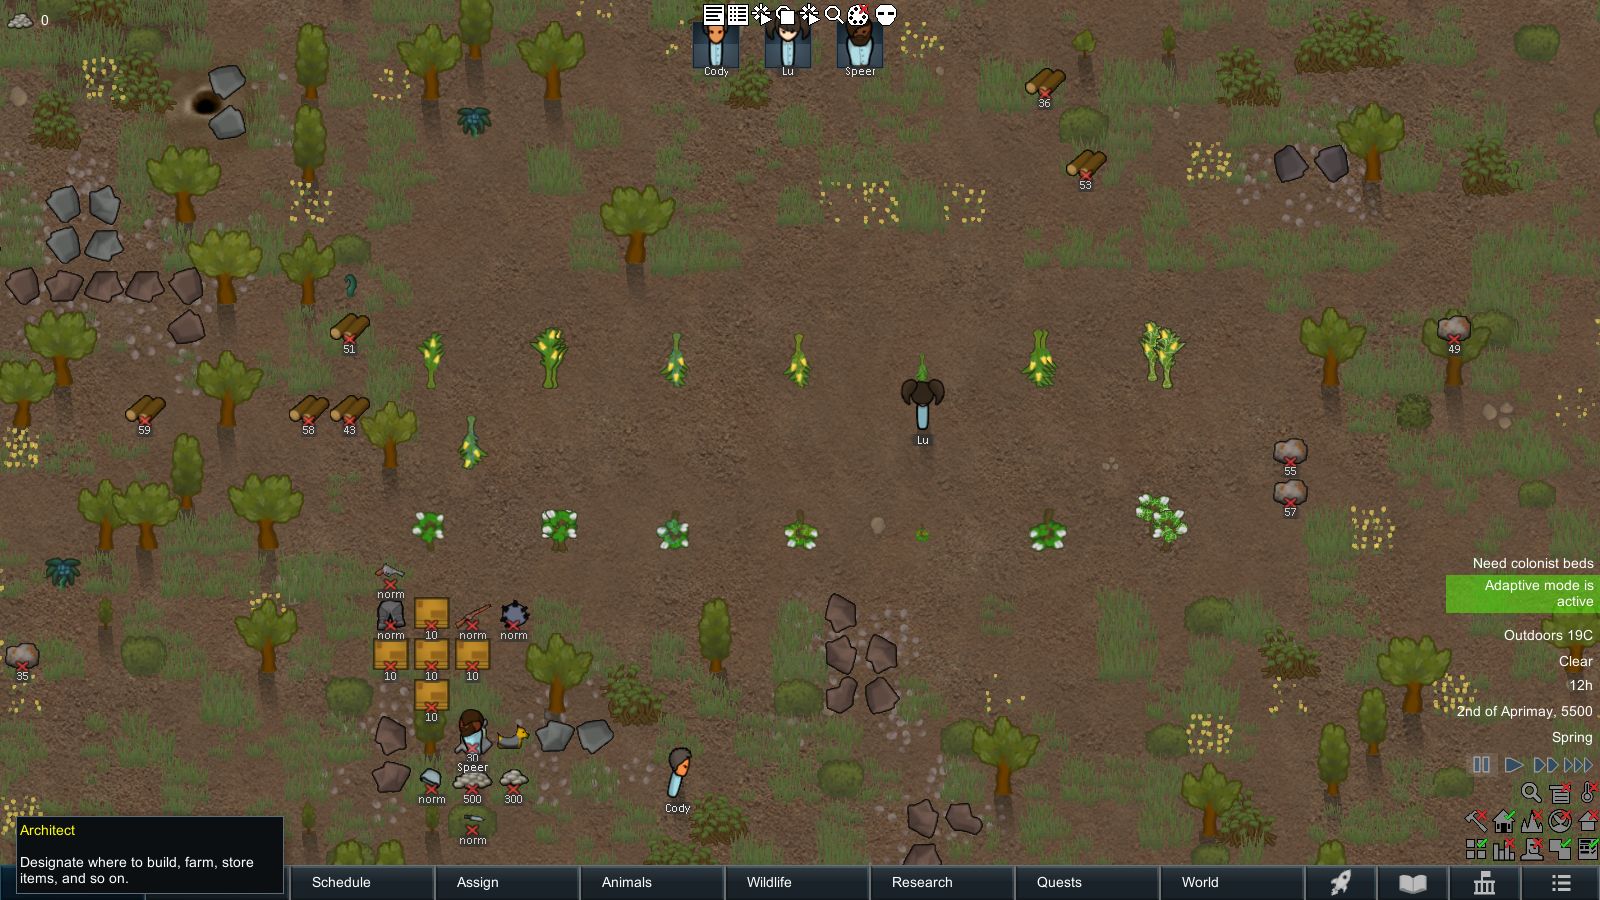 0
Cody
Lu
Speer
36
53
51
49
59
58
43
Lu
55
57
norm
norm
10
norm
norm
10
10
10
35
10
30
Speer
norm
500
300
Cody
norm
Need colonist beds
Adaptive mode is
active
Outdoors 19C
Clear
12h
2nd of Aprimay, 5500
Spring
Architect
Designate where to build, farm, store
items, and so on.
Schedule
Assign
Animals
Wildlife
Research
Quests
World